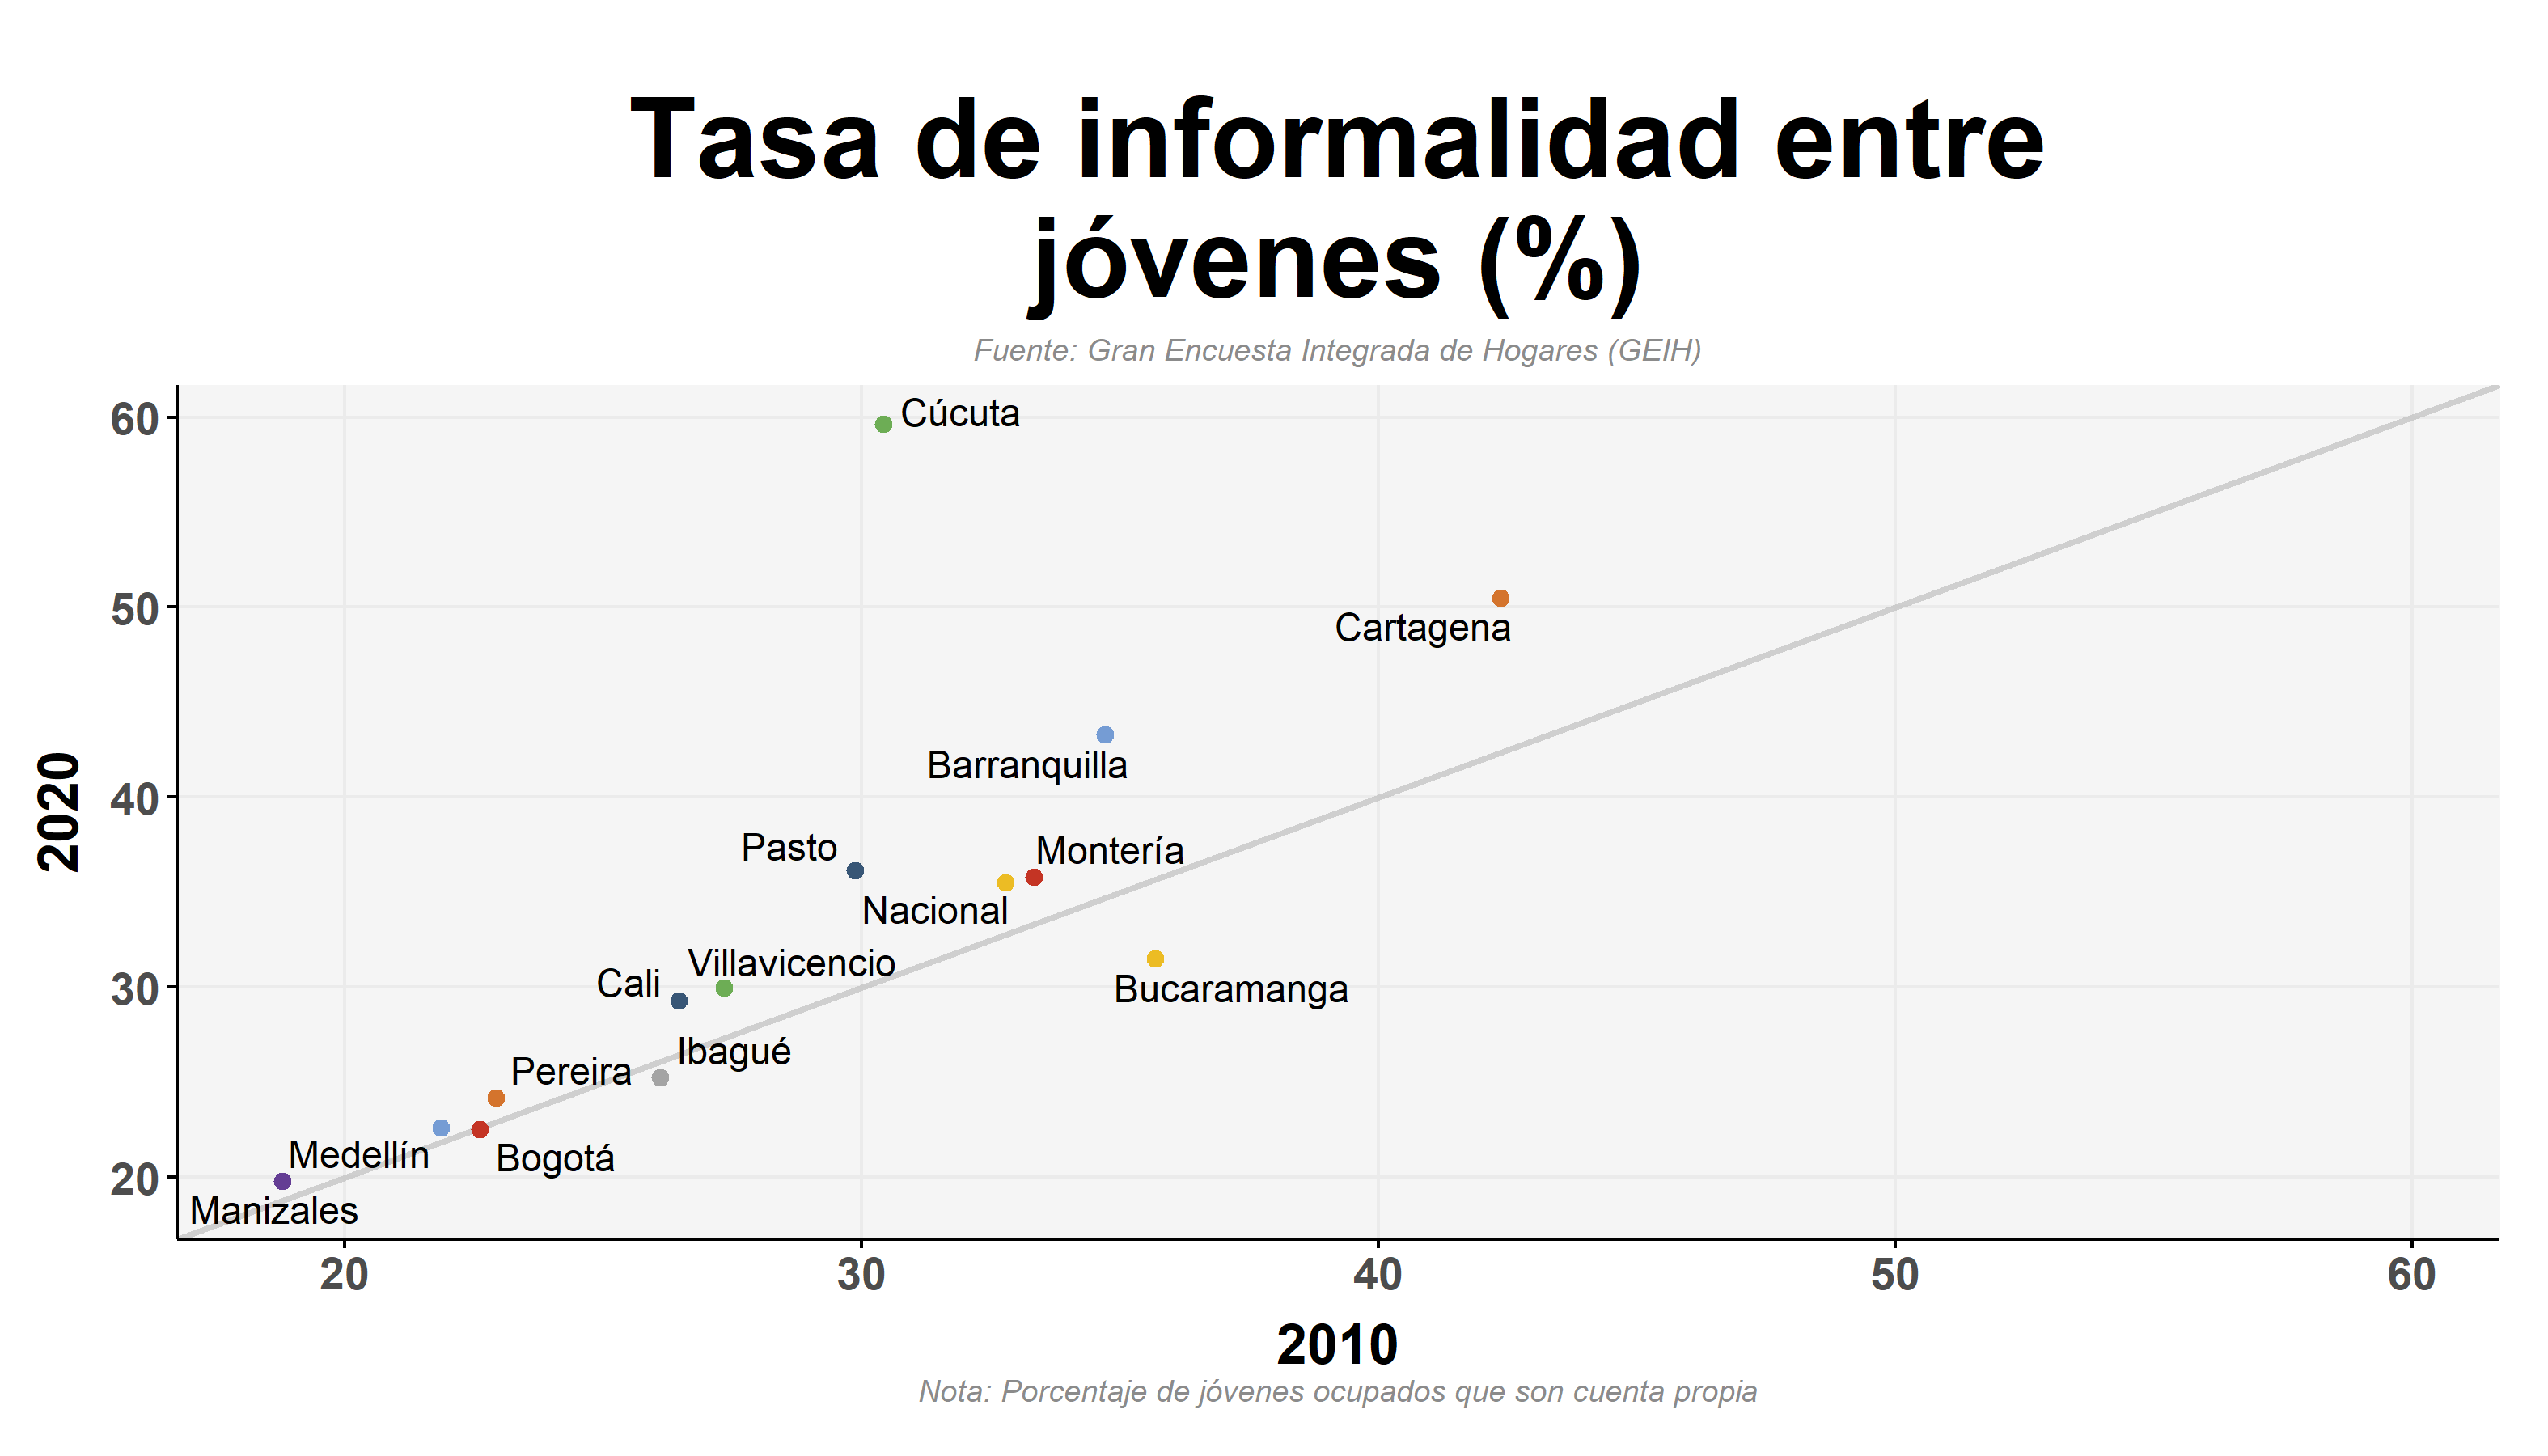 Tasa de informalidad entre
jóvenes (%)
Fuente: Gran Encuesta Integrada de Hogares (GEIH)
60
Cúcuta
50
Cartagena
Barranquilla
40
2020
Pasto
Montería
Nacional
Villavicencio
Cali
30
Bucaramanga
Ibagué
Pereira
Medellín
Bogotá
20
Manizales
20 30 40 50 60
2010
Nota: Porcentaje de jóvenes ocupados que son cuenta propia